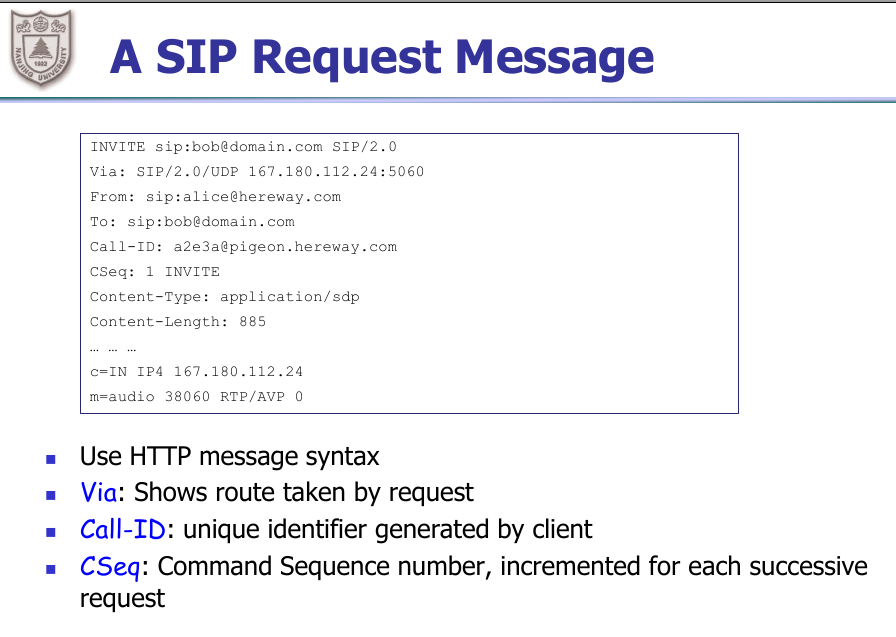 NANJING UNIVERSITY
1902
A SIP Request Message
INVITE sip:bob@domain.com SIP/2.0
Via: SIP/2.0/UDP 167.180.112.24:5060
From: sip:alice@hereway.com
To: sip:bob@domain.com
Call-ID: a2e3a@pigeon.hereway.com
CSeq: 1 INVITE
Content-Type: application/sdp
Content-Length: 885
… … …
c=IN IP4 167.180.112.24
m=audio 38060 RTP/AVP 0
Use HTTP message syntax
Via: Shows route taken by request
Call-ID: unique identifier generated by client
CSeq: Command Sequence number, incremented for each successive
request